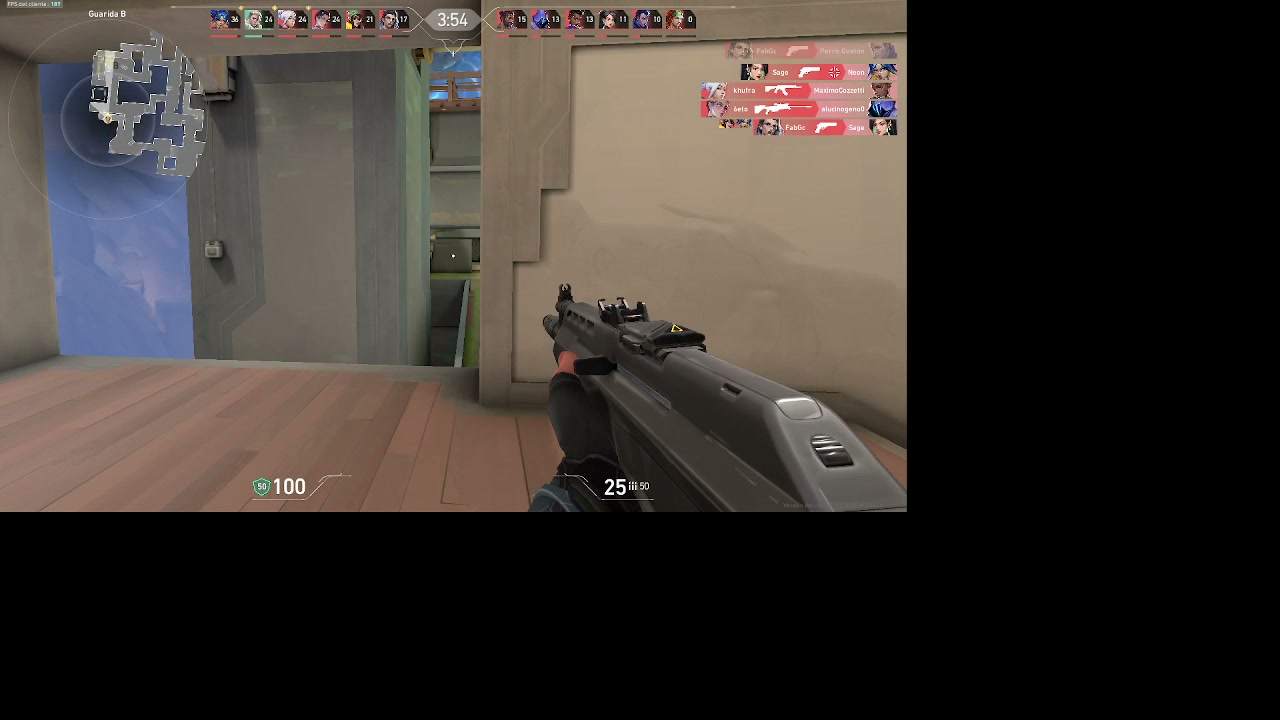 FPS del cliente : 187
Guarida B
36 24 24 24 21 17 3:54 15 13 13 11 10 0
FabGc Perro Guason
Sage Neon
khufra MaximoCozzetti
6eto alucinogeno0
FabGc Sage
50 100
25 50